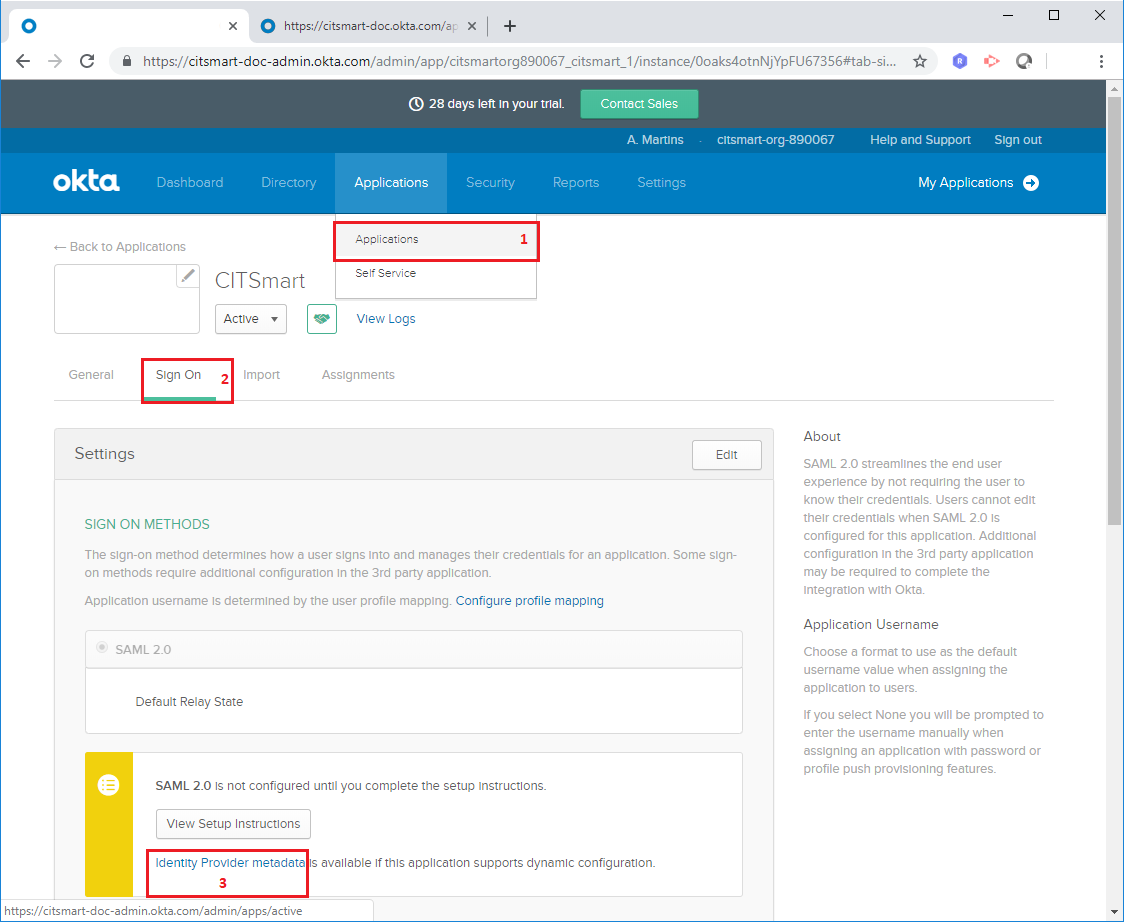 https://citsmart-doc.okta.com/ap
https://citsmart-doc-admin.okta.com/admin/app/citsmartorg890067_citsmart_1/instance/0oaks4otnNjYpFU67356#tab-si...
R
28 days left in your trial.
Contact Sales
A. Martins · citsmart-org-890067 Help and Support Sign out
okta Dashboard Directory Applications Security Reports Settings My Applications
← Back to Applications
Applications 1
Self Service
CITSmart
Active
View Logs
General Sign On 2 Import Assignments
Settings
Edit
SIGN ON METHODS
The sign-on method determines how a user signs into and manages their credentials for an application. Some sign-
on methods require additional configuration in the 3rd party application.
Application username is determined by the user profile mapping. Configure profile mapping
SAML 2.0
Default Relay State
SAML 2.0 is not configured until you complete the setup instructions.
View Setup Instructions
Identity Provider metadata is available if this application supports dynamic configuration.
3
About
SAML 2.0 streamlines the end user
experience by not requiring the user to
know their credentials. Users cannot edit
their credentials when SAML 2.0 is
configured for this application. Additional
configuration in the 3rd party application
may be required to complete the
integration with Okta.
Application Username
Choose a format to use as the default
username value when assigning the
application to users.
If you select None you will be prompted to
enter the username manually when
assigning an application with password or
profile push provisioning features.
https://citsmart-doc-admin.okta.com/admin/apps/active